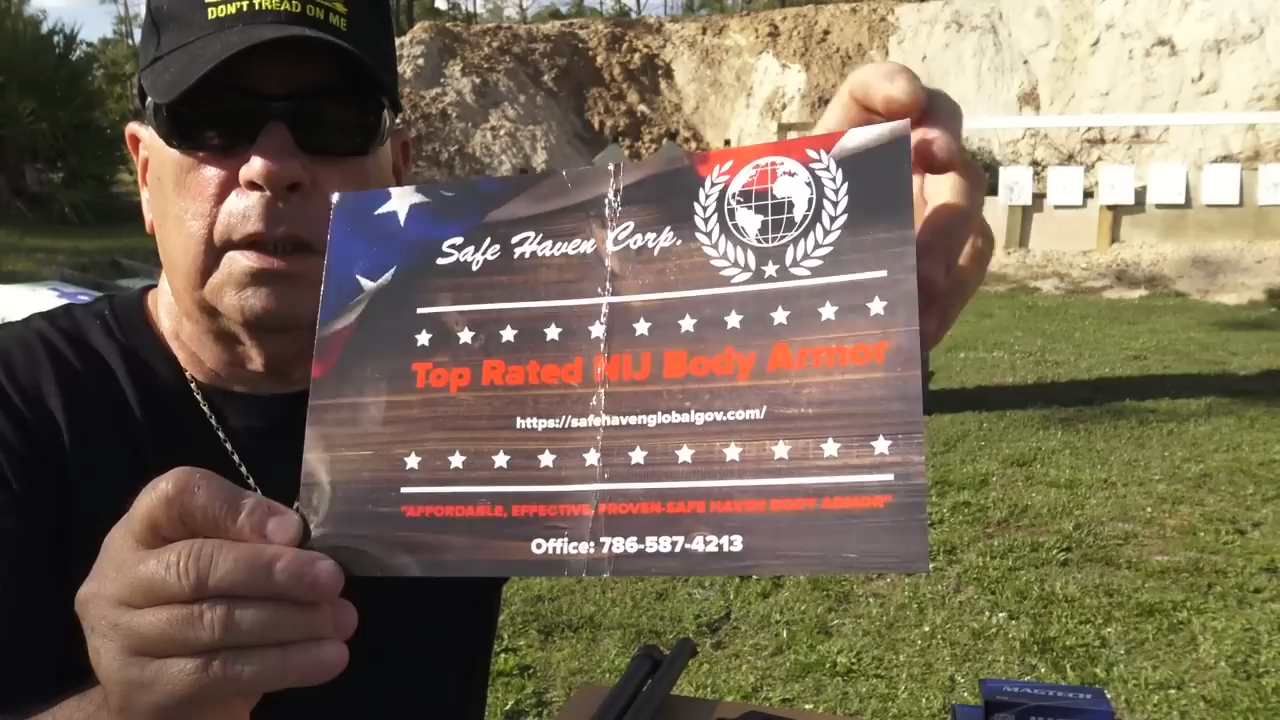 DON'T TREAD ON ME
Safe Haven Corp.
Top Rated NIJ Body Armor
https://safehavenglobalgov.com/
"AFFORDABLE, EFFECTIVE, PROVEN-SAFE HAVEN BODY ARMOR"
Office: 786-587-4213
MAGTECH